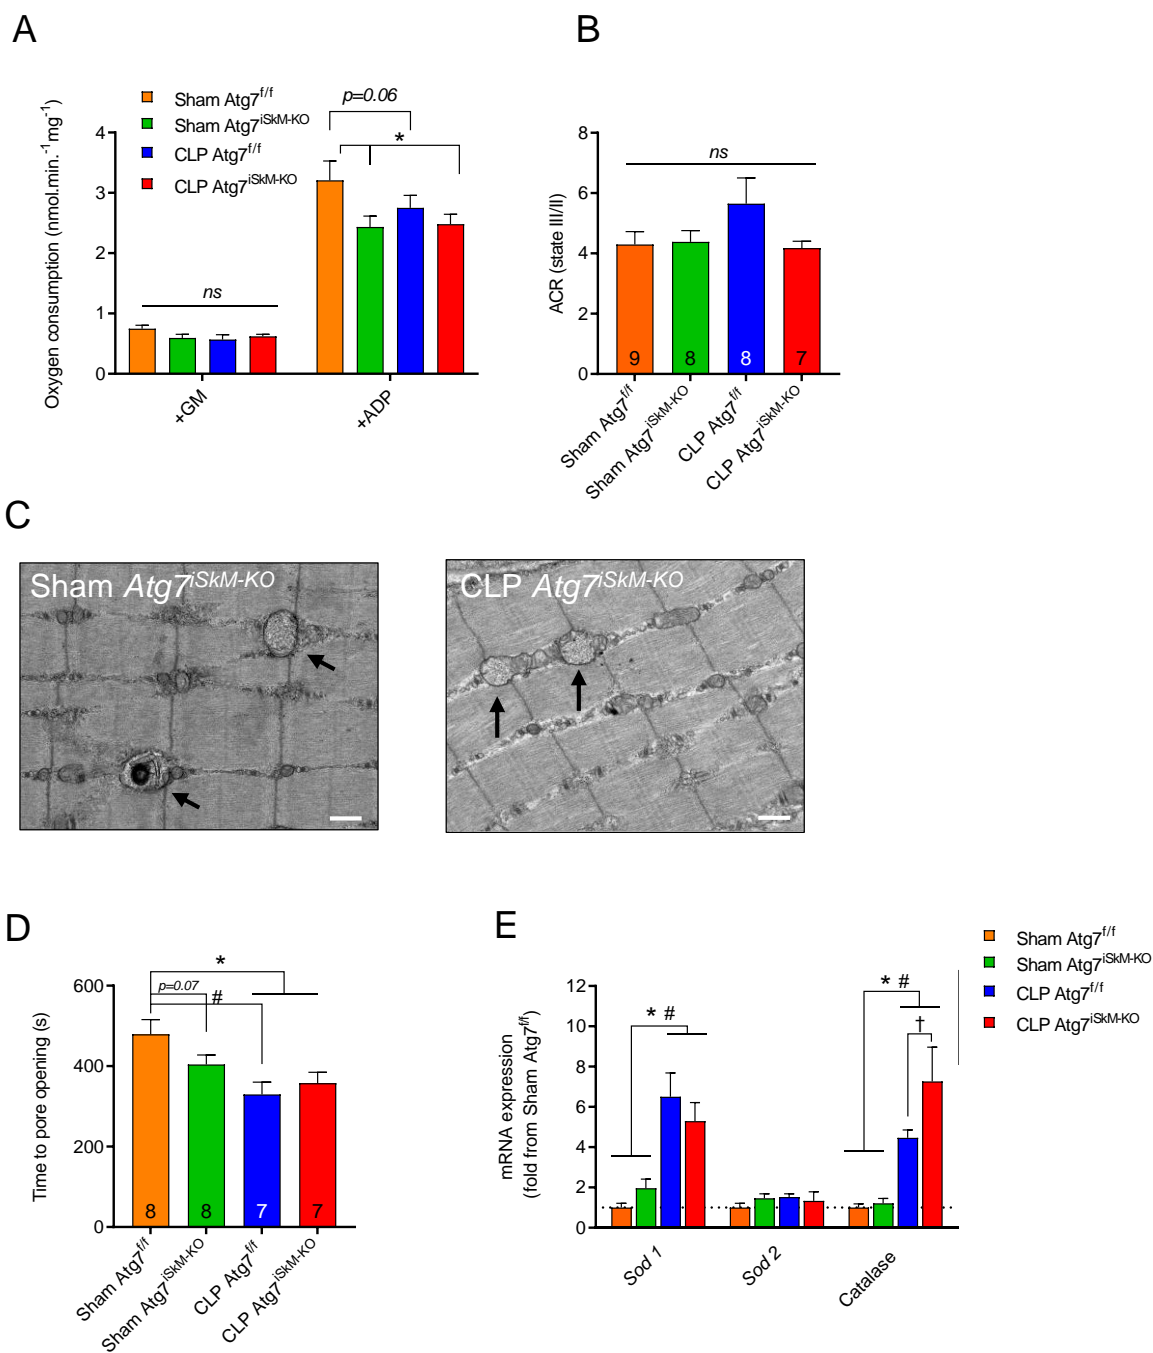 A
Sham Atg7f/f
Sham Atg7iSkM-KO
CLP Atg7f/f
CLP Atg7iSkM-KO
p=0.06
*
ns
Oxygen consumption (nmol.min.-1mg-1)
4
3
2
1
0
+GM
+ADP
B
ns
ACR (state III/II)
8
6
4
2
0
9
8
8
7
Sham Atg7f/f
Sham Atg7iSkM-KO
CLP Atg7f/f
CLP Atg7iSkM-KO
C
Sham Atg7iSkM-KO
CLP Atg7iSkM-KO
D
*
p=0.07
#
Time to pore opening (s)
600
400
200
0
8
8
7
7
Sham Atg7f/f
Sham Atg7iSkM-KO
CLP Atg7f/f
CLP Atg7iSkM-KO
E
Sham Atg7f/f
Sham Atg7iSkM-KO
CLP Atg7f/f
CLP Atg7iSkM-KO
* #
* #
†
mRNA expression
(fold from Sham Atg7f/f)
12
10
8
6
4
2
0
Sod 1
Sod 2
Catalase